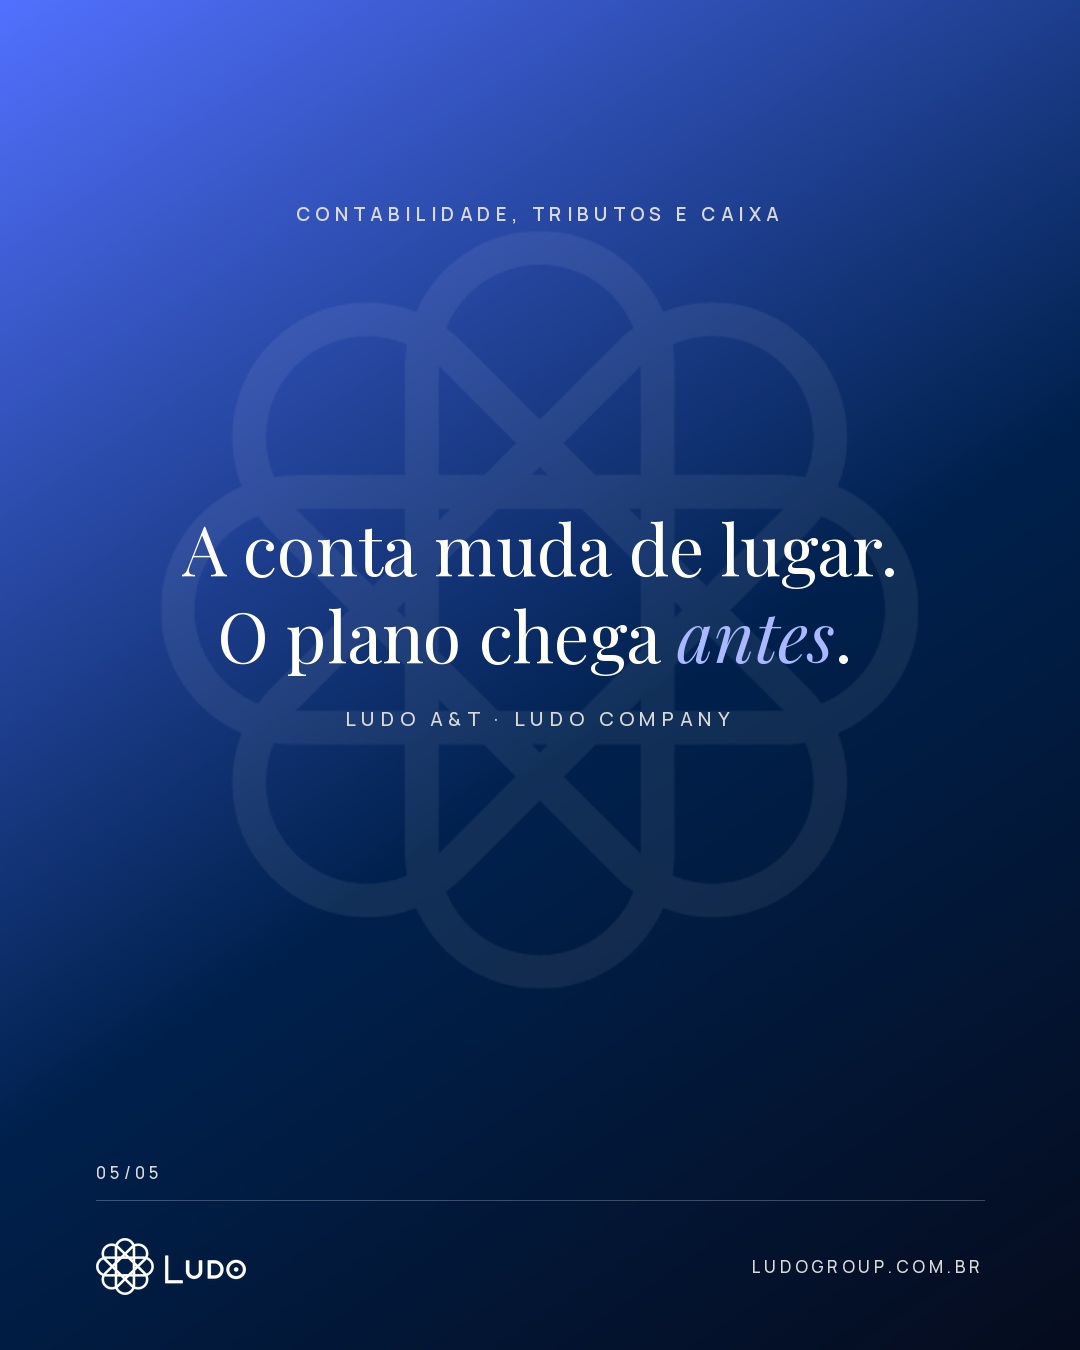 CONTABILIDADE, TRIBUTOS E CAIXA
A conta muda de lugar.
O plano chega antes.
LUDO A&T · LUDO COMPANY
05/05
LUDO
LUDOGROUP.COM.BR